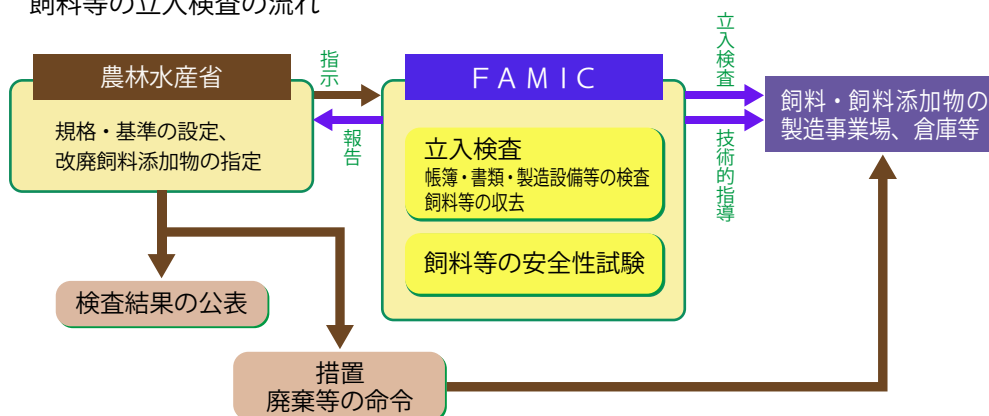 飼料等の立入検査の流れ
農林水産省
規格・基準の設定、
改廃飼料添加物の指定
指示
報告
FAMIC
立入検査
帳簿・書類・製造設備等の検査
飼料等の収去
飼料等の安全性試験
立入検査
技術的指導
飼料・飼料添加物の
製造事業場、倉庫等
検査結果の公表
措置
廃棄等の命令